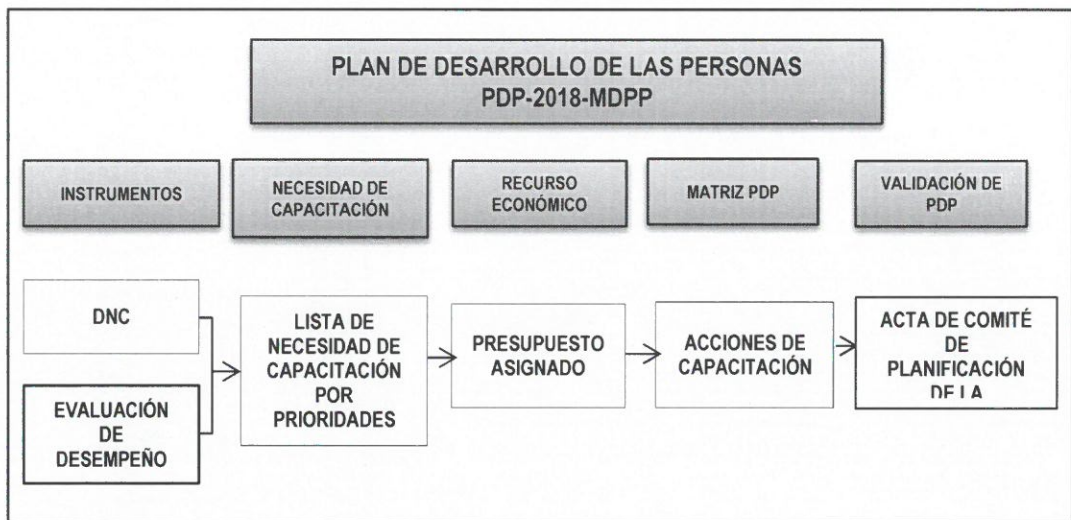 PLAN DE DESARROLLO DE LAS PERSONAS
PDP-2018-MDPP
INSTRUMENTOS
NECESIDAD DE
CAPACITACIÓN
RECURSO
ECONÓMICO
MATRIZ PDP
VALIDACIÓN DE
PDP
DNC
EVALUACIÓN
DE
DESEMPEÑO
LISTA DE
NECESIDAD DE
CAPACITACIÓN
POR
PRIORIDADES
PRESUPUESTO
ASIGNADO
ACCIONES DE
CAPACITACIÓN
ACTA DE COMITÉ
DE
PLANIFICACIÓN
DE LA